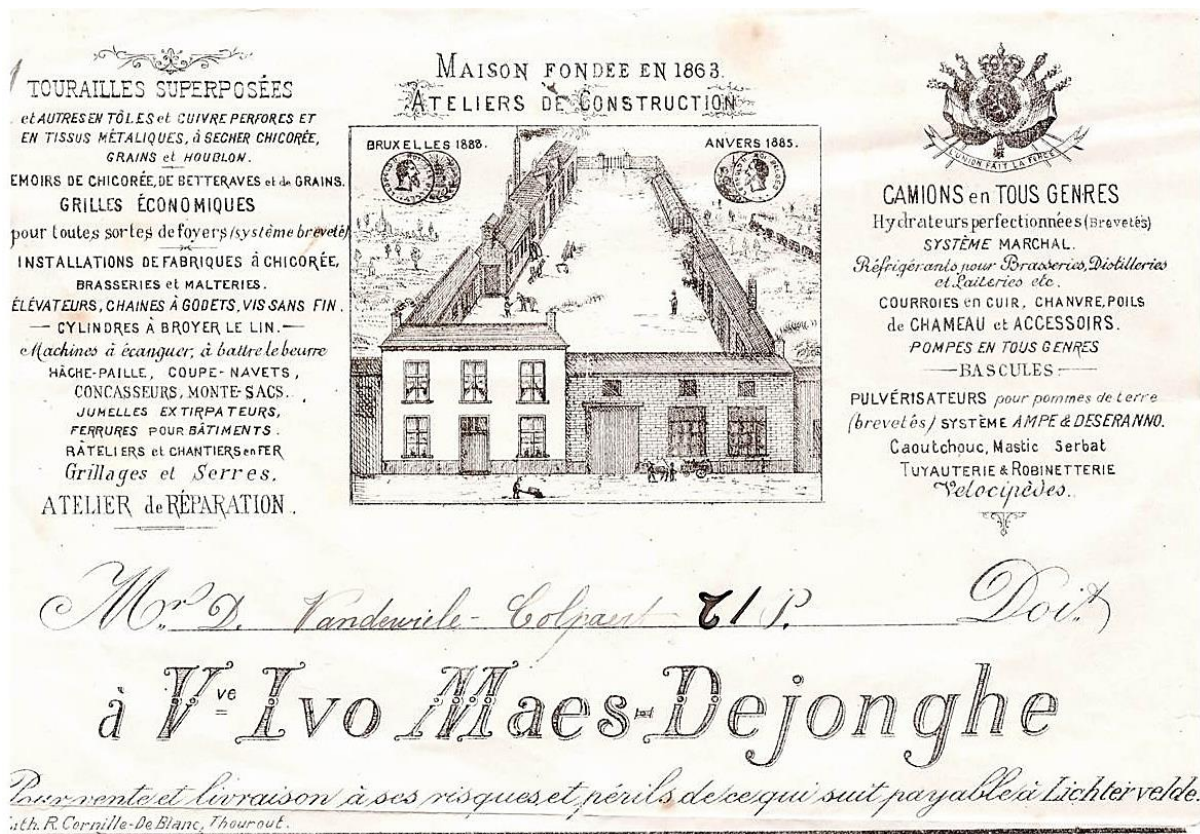 TOURAILLES SUPERPOSÉES
et AUTRES EN TÔLES et CUIVRE PERFORES ET
EN TISSUS MÉTALIQUES, à SECHER CHICORÉE,
GRAINS et HOUBLON.
EMOIRS DE CHICORÉE, DE BETTERAVES et de GRAINS.
GRILLES ÉCONOMIQUES
pour toutes sortes de foyers (système breveté)
INSTALLATIONS DE FABRIQUES À CHICORÉE,
BRASSERIES et MALTERIES.
ÉLÉVATEURS, CHAINES À GODETS, VIS SANS FIN.
— CYLINDRES À BROYER LE LIN. —
Machines à écanguer, à battre le beurre
HÂCHE-PAILLE, COUPE-NAVETS,
CONCASSEURS, MONTE-SACS.
JUMELLES EXTIRPATEURS,
FERRURES POUR BÂTIMENTS.
RÂTELIERS et CHANTIERS en FER
Grillages et Serres.
ATELIER de RÉPARATION.
MAISON FONDEE EN 1863.
ATELIERS DE CONSTRUCTION
BRUXELLES 1888.
ANVERS 1885.
L'UNION FAIT LA FORCE
CAMIONS en TOUS GENRES
Hydrateurs perfectionnées (Brevetés)
SYSTÈME MARCHAL.
Réfrigérants pour Brasseries, Distilleries
et Laiteries etc.
COURROIES en CUIR, CHANVRE, POILS
de CHAMEAU et ACCESSOIRS.
POMPES EN TOUS GENRES
— BASCULES —
PULVÉRISATEURS pour pommes de terre
(brevetés) SYSTÈME AMPE & DESERANNO.
Caoutchouc, Mastic Serbat
TUYAUTERIE & ROBINETTERIE
Velocipèdes.
Mr D. Vandewiele-Colpaert P. Doit
à Vve Ivo Maes-Dejonghe
Pour vente et livraison à ses risques et périls de ce qui suit payable à Lichtervelde.
Lith. R. Cornille-De Blanc, Thourout.